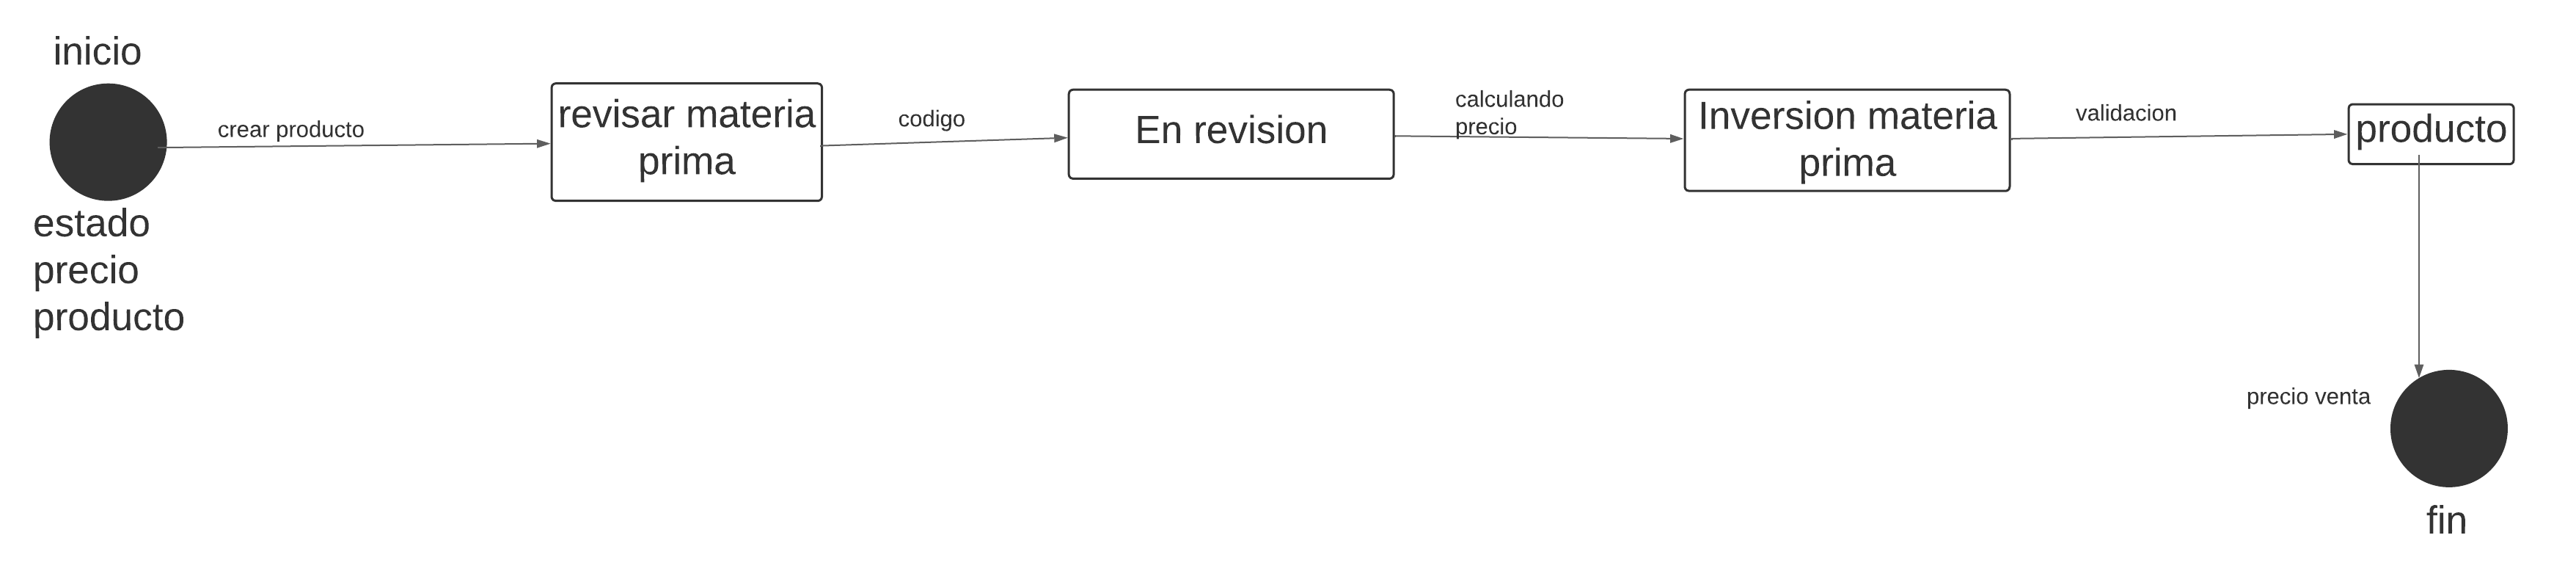 inicio
estado
precio
producto
crear producto
revisar materia
prima
codigo
En revision
calculando
precio
Inversion materia
prima
validacion
producto
precio venta
fin